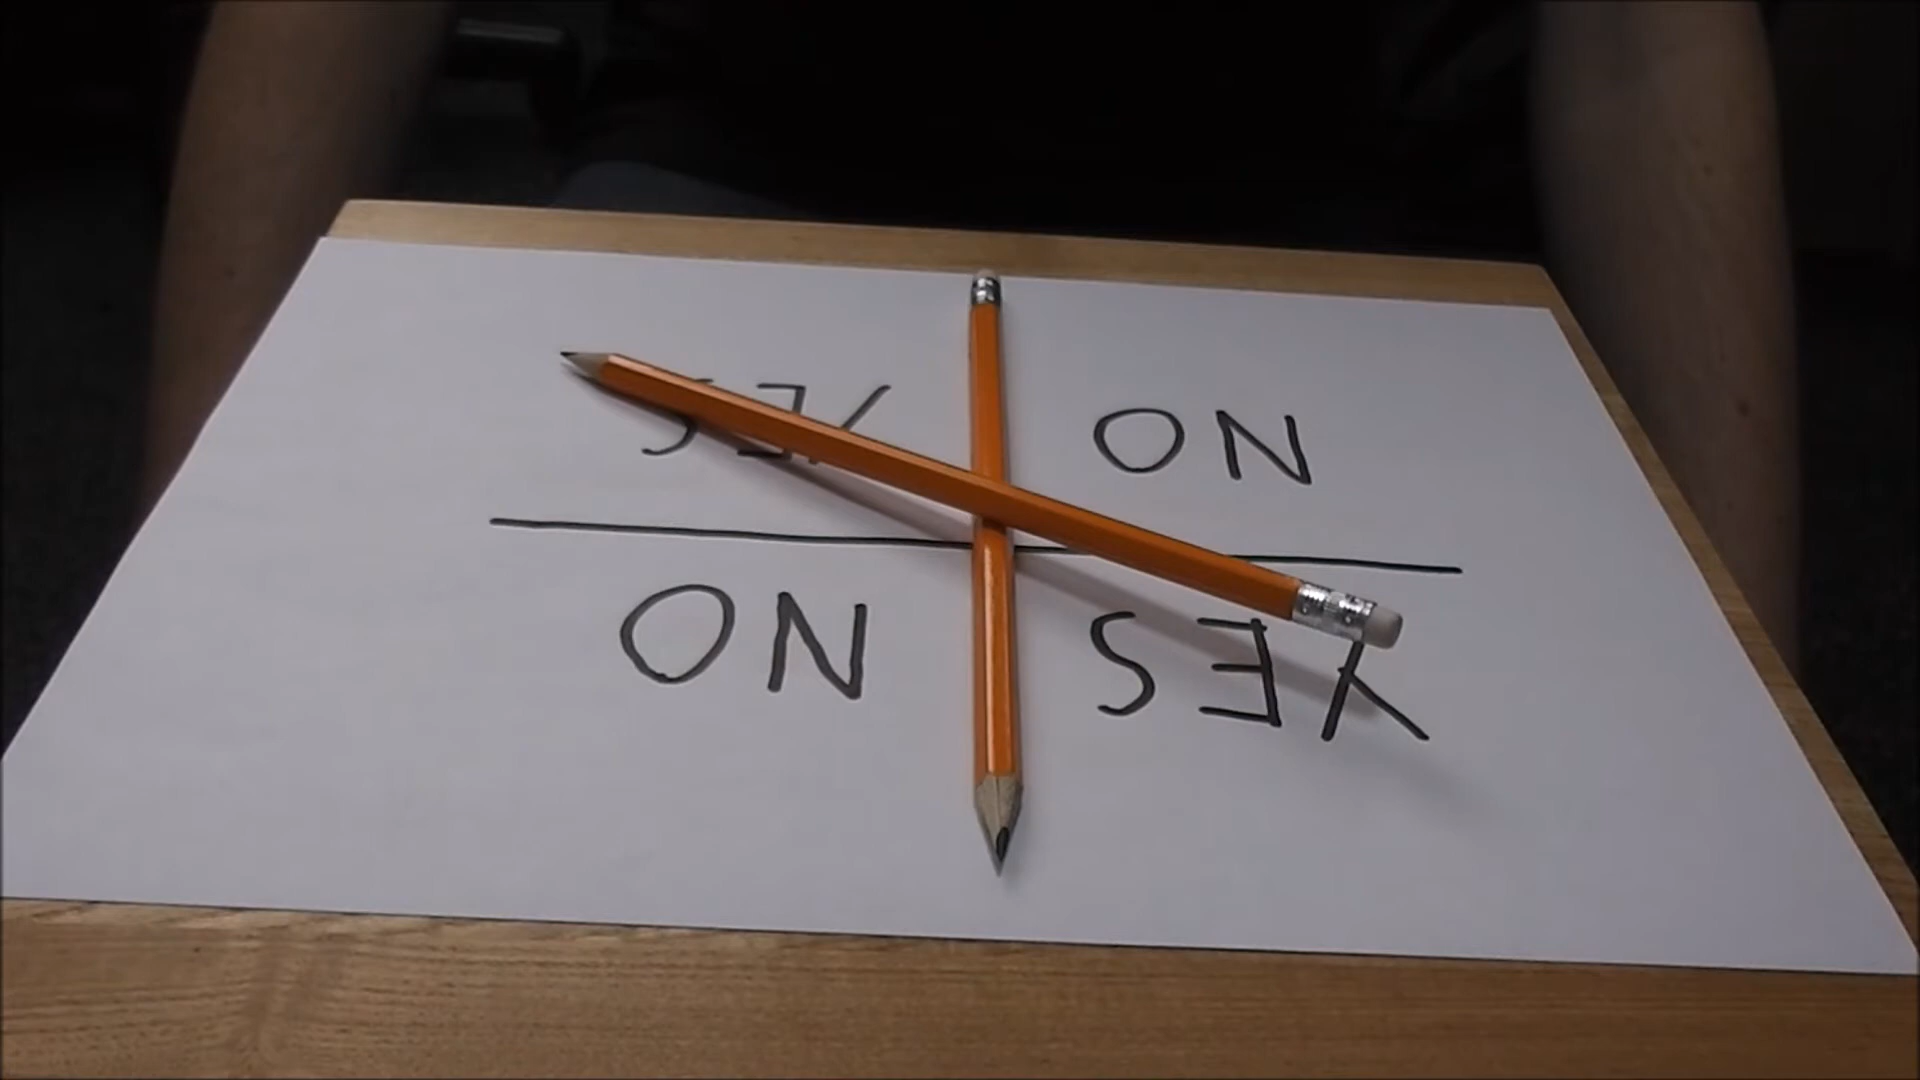 YES NO
NO YES